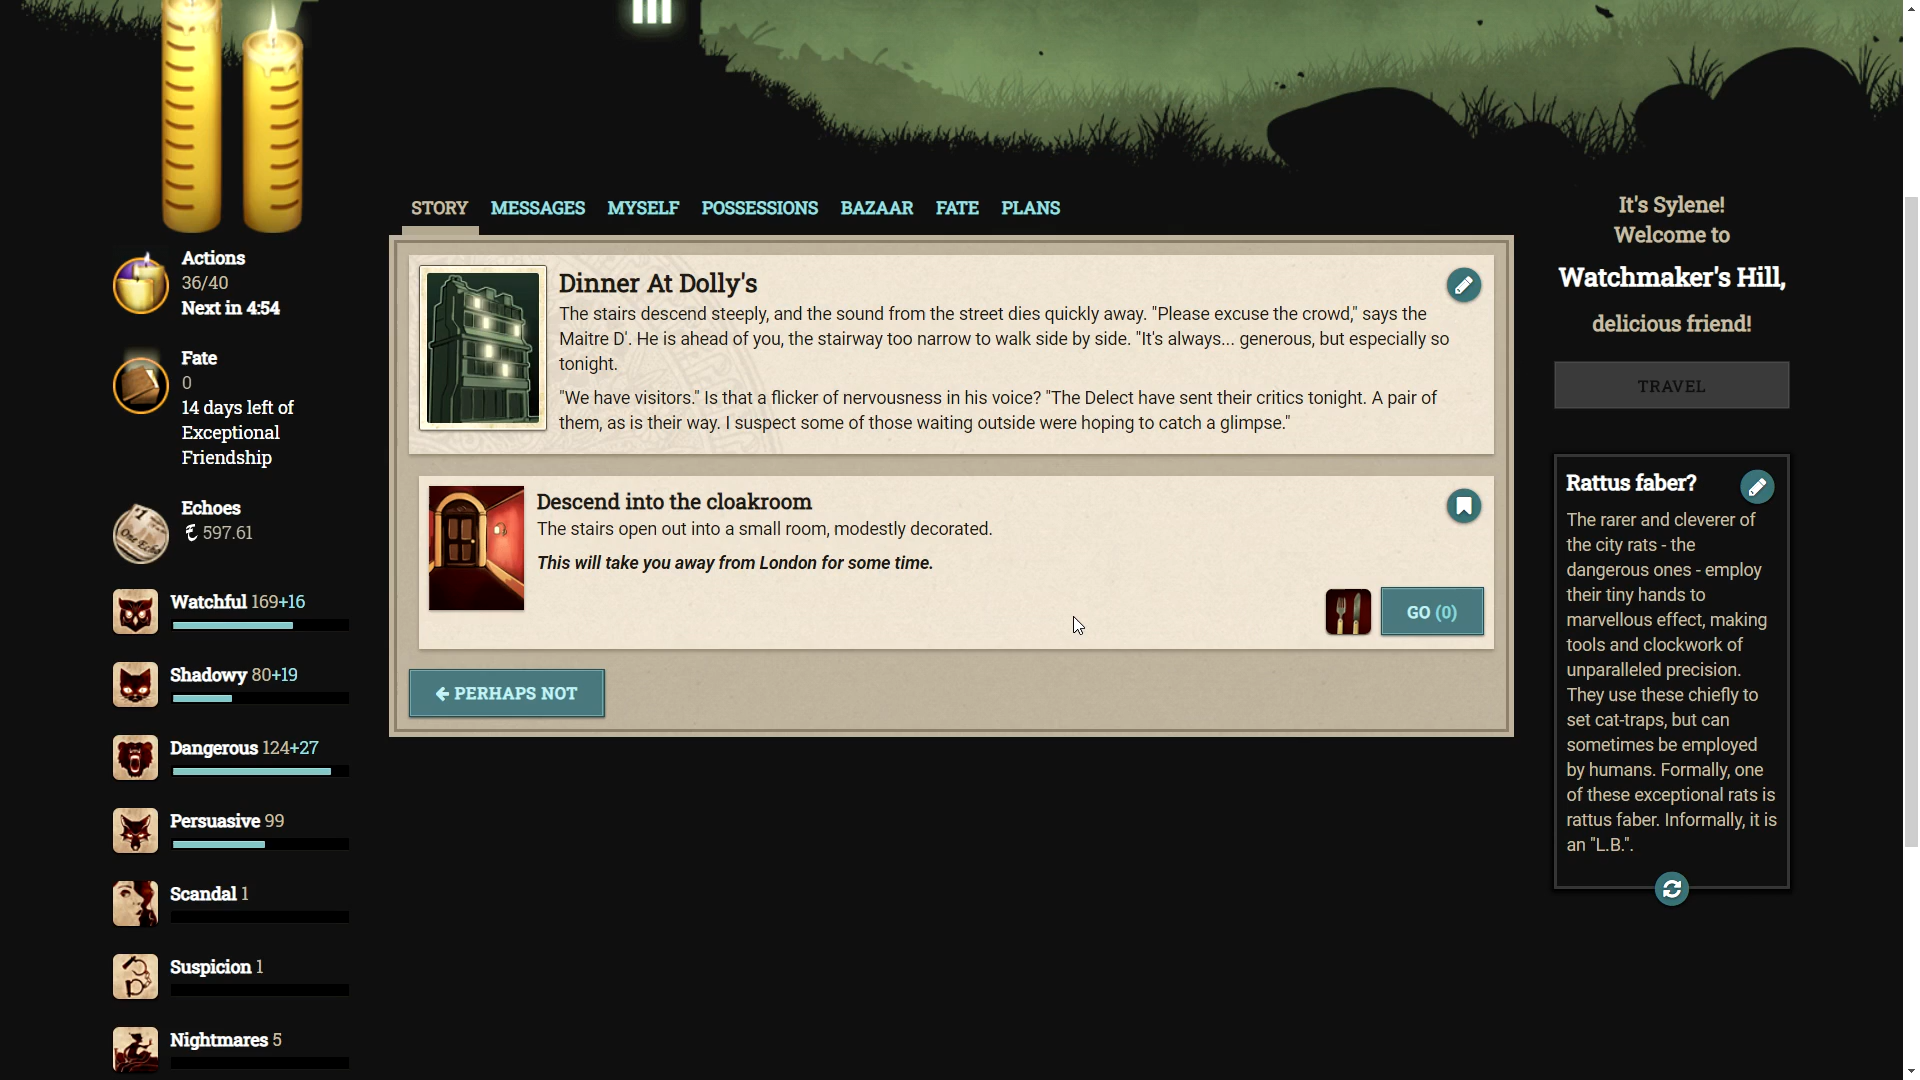 Actions
36/40
Next in 4:54
Fate
0
14 days left of
Exceptional
Friendship
Echoes
597.61
Watchful 169+16
Shadowy 80+19
Dangerous 124+27
Persuasive 99
Scandal 1
Suspicion 1
Nightmares 5
STORY MESSAGES MYSELF POSSESSIONS BAZAAR FATE PLANS
Dinner At Dolly's
The stairs descend steeply, and the sound from the street dies quickly away. "Please excuse the crowd," says the
Maitre D'. He is ahead of you, the stairway too narrow to walk side by side. "It's always... generous, but especially so
tonight.
"We have visitors." Is that a flicker of nervousness in his voice? "The Delect have sent their critics tonight. A pair of
them, as is their way. I suspect some of those waiting outside were hoping to catch a glimpse."
Descend into the cloakroom
The stairs open out into a small room, modestly decorated.
This will take you away from London for some time.
GO (0)
PERHAPS NOT
It's Sylene!
Welcome to
Watchmaker's Hill,
delicious friend!
TRAVEL
Rattus faber?
The rarer and cleverer of
the city rats - the
dangerous ones - employ
their tiny hands to
marvellous effect, making
tools and clockwork of
unparalleled precision.
They use these chiefly to
set cat-traps, but can
sometimes be employed
by humans. Formally, one
of these exceptional rats is
rattus faber. Informally, it is
an "L.B.".